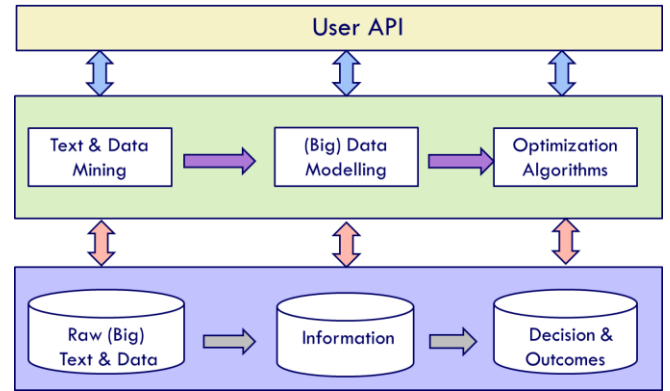 User API
Text & Data
Mining
(Big) Data
Modelling
Optimization
Algorithms
Raw (Big)
Text & Data
Information
Decision &
Outcomes